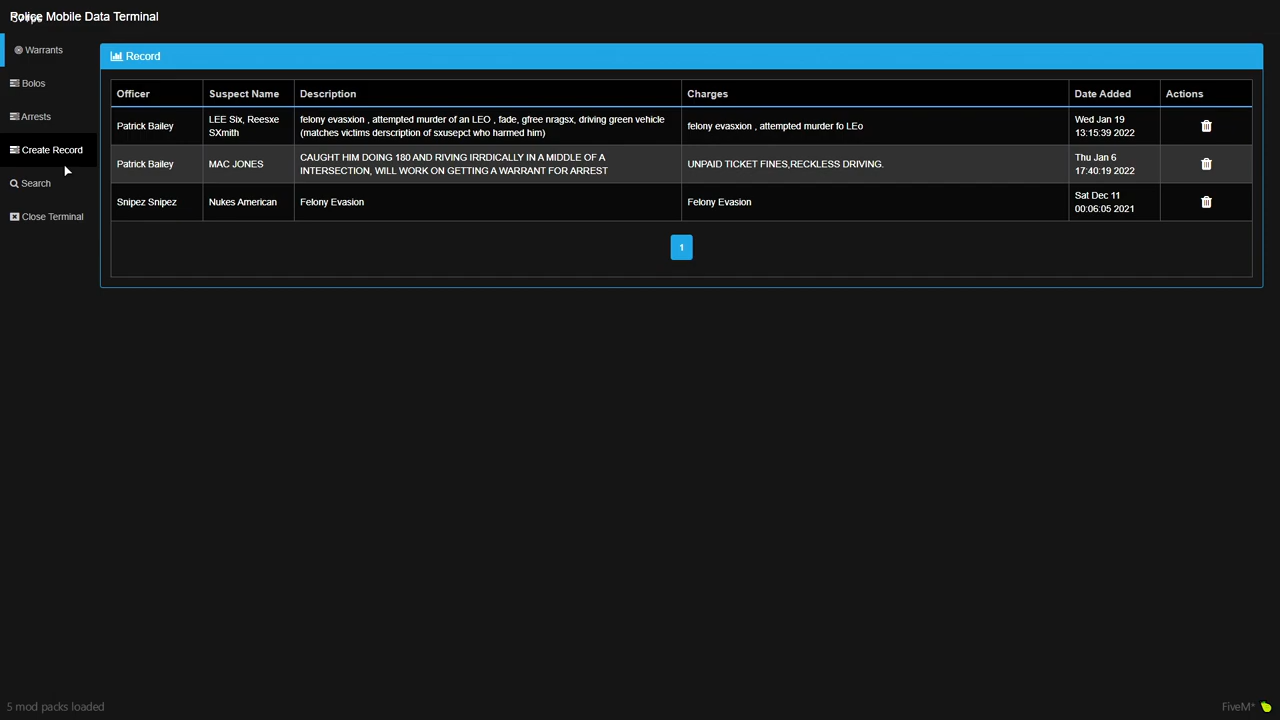 Police Mobile Data Terminal
Warrants
Bolos
Arrests
Create Record
Search
Close Terminal
Record
Officer Suspect Name Description Charges Date Added Actions
Patrick Bailey
LEE Six, Reesxe
SXmith
felony evasxion , attempted murder of an LEO , fade, gfree nragsx, driving green vehicle
(matches victims derscription of sxusepct who harmed him)
felony evasxion , attempted murder fo LEo
Wed Jan 19
13:15:39 2022
Patrick Bailey
MAC JONES
CAUGHT HIM DOING 180 AND RIVING IRRDICALLY IN A MIDDLE OF A
INTERSECTION, WILL WORK ON GETTING A WARRANT FOR ARREST
UNPAID TICKET FINES,RECKLESS DRIVING.
Thu Jan 6
17:40:19 2022
Snipez Snipez
Nukes American
Felony Evasion
Felony Evasion
Sat Dec 11
00:06:05 2021
1
5 mod packs loaded
FiveM*